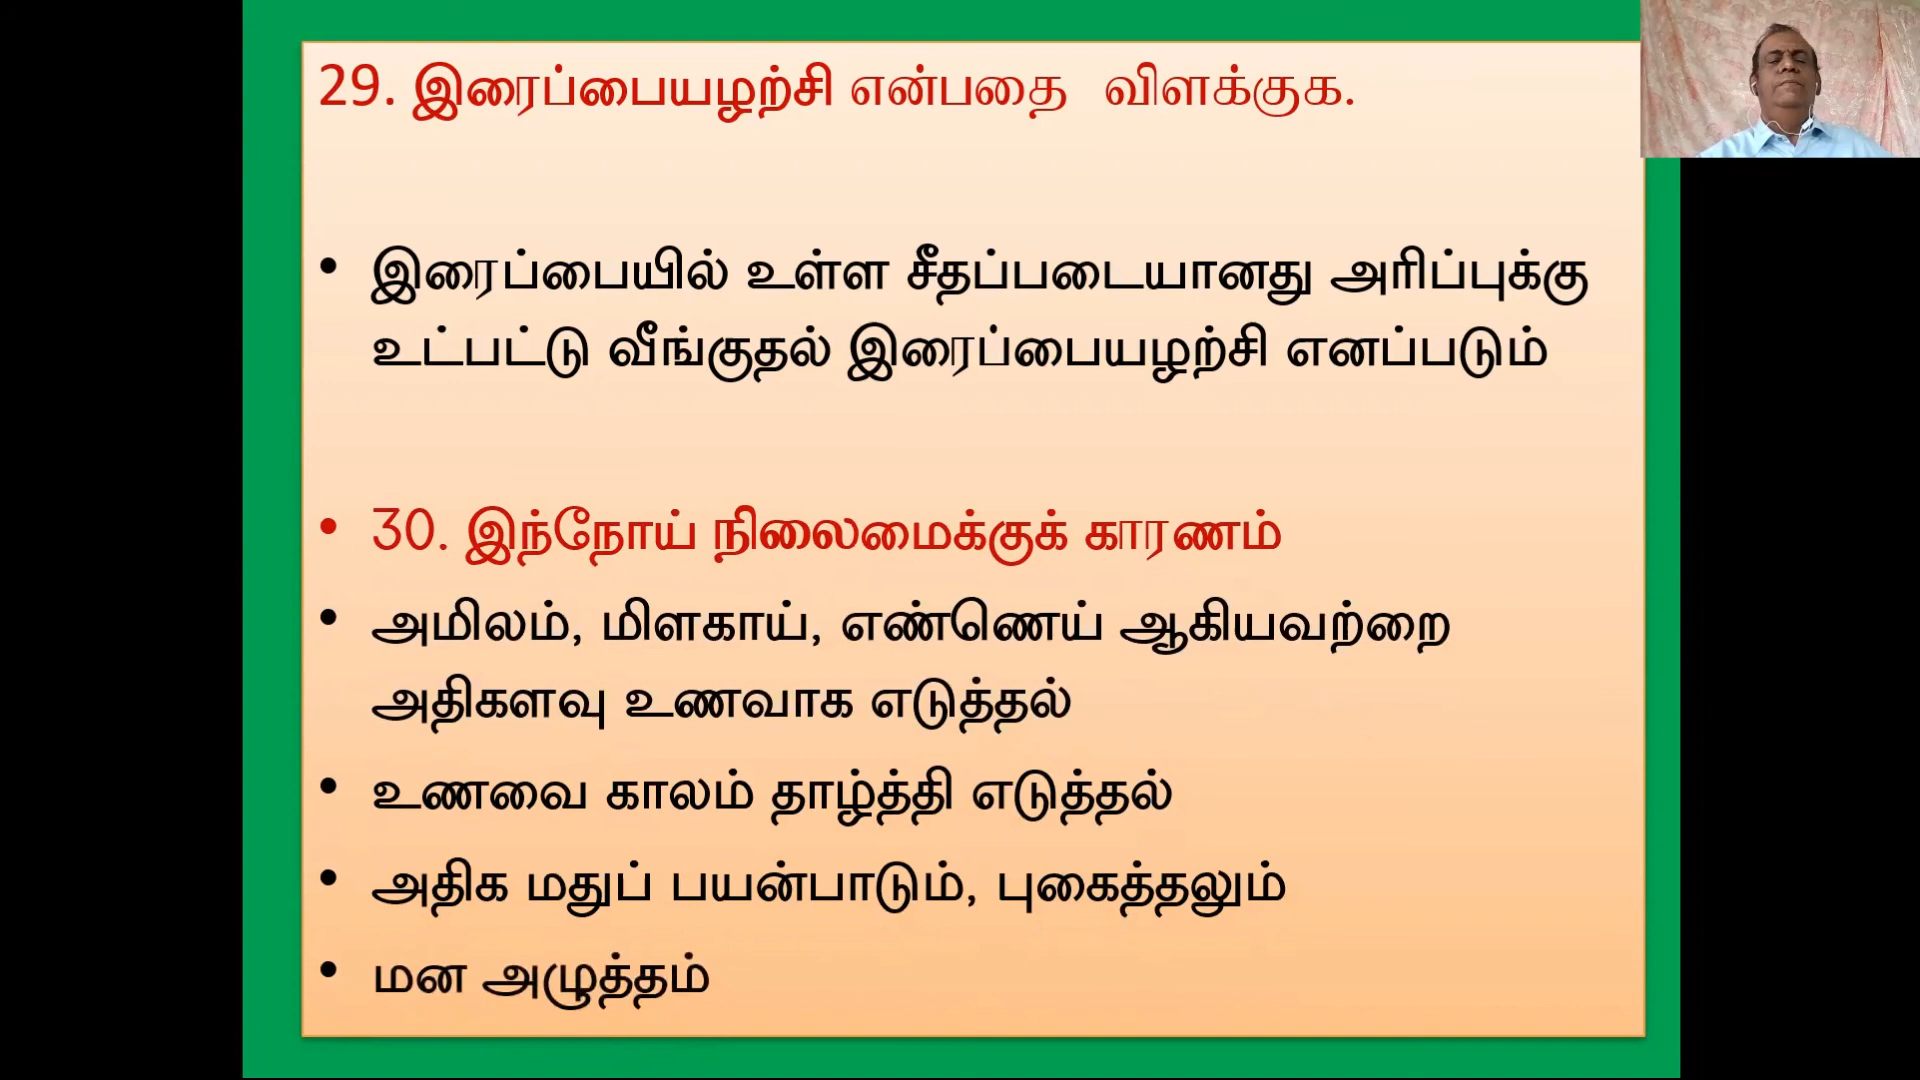 29. இரைப்பையழற்சி என்பதை விளக்குக.
• இரைப்பையில் உள்ள சீதப்படையானது அரிப்புக்கு
உட்பட்டு வீங்குதல் இரைப்பையழற்சி எனப்படும்
• 30. இந்நோய் நிலைமைக்குக் காரணம்
• அமிலம், மிளகாய், எண்ணெய் ஆகியவற்றை
அதிகளவு உணவாக எடுத்தல்
• உணவை காலம் தாழ்த்தி எடுத்தல்
• அதிக மதுப் பயன்பாடும், புகைத்தலும்
• மன அழுத்தம்